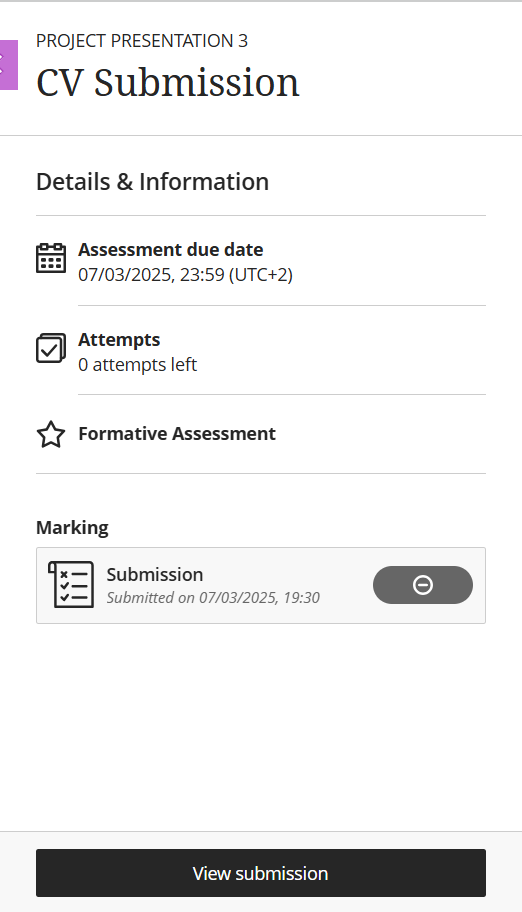 PROJECT PRESENTATION 3
CV Submission
Details & Information
Assessment due date
07/03/2025, 23:59 (UTC+2)
Attempts
0 attempts left
Formative Assessment
Marking
Submission
Submitted on 07/03/2025, 19:30
View submission